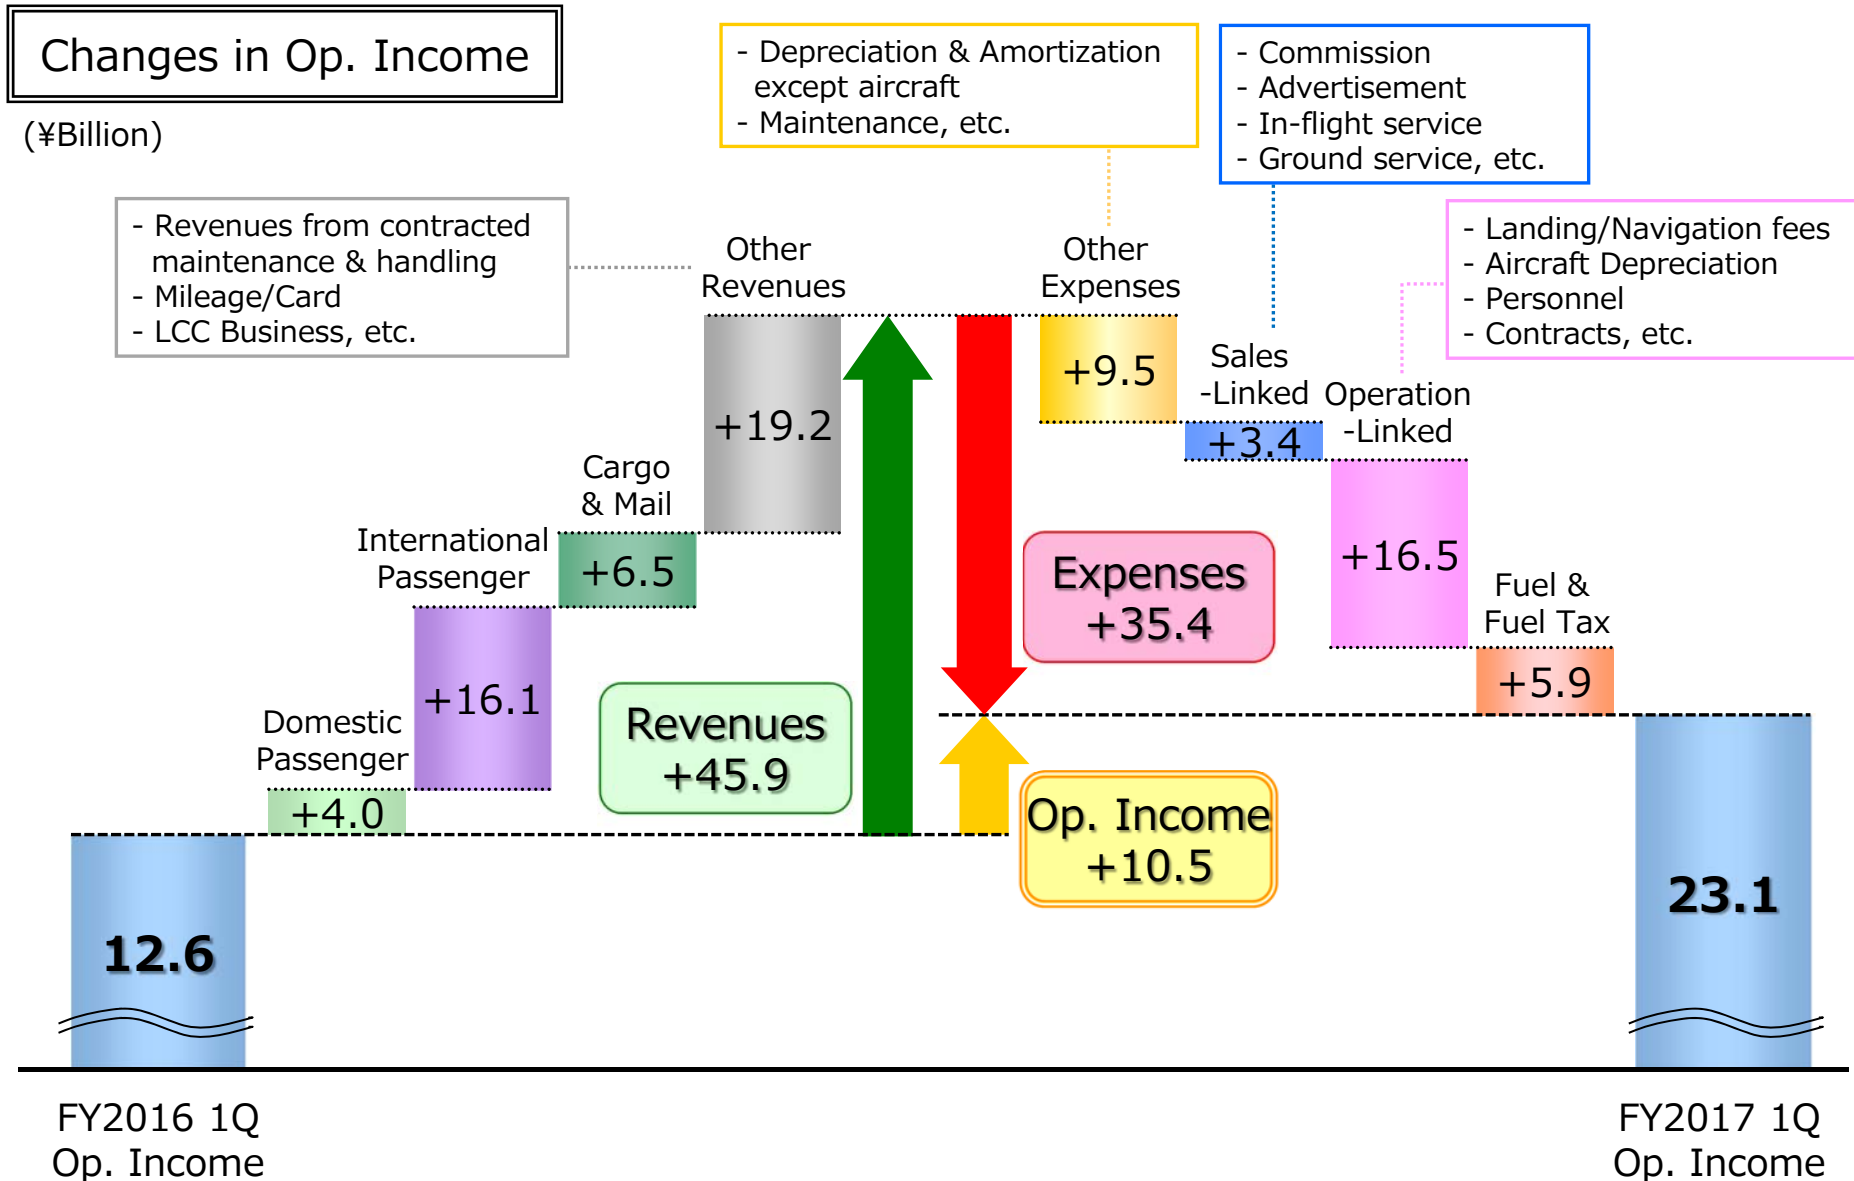 Changes in Op. Income
(¥Billion)
- Depreciation & Amortization
except aircraft
- Maintenance, etc.
- Commission
- Advertisement
- In-flight service
- Ground service, etc.
- Revenues from contracted
maintenance & handling
- Mileage/Card
- LCC Business, etc.
- Landing/Navigation fees
- Aircraft Depreciation
- Personnel
- Contracts, etc.
Other
Revenues
+19.2
Other
Expenses
+9.5
Sales
-Linked
+3.4
Operation
-Linked
+16.5
Cargo
& Mail
+6.5
International
Passenger
+16.1
Domestic
Passenger
+4.0
Fuel &
Fuel Tax
+5.9
Expenses
+35.4
Revenues
+45.9
Op. Income
+10.5
12.6
23.1
FY2016 1Q
Op. Income
FY2017 1Q
Op. Income